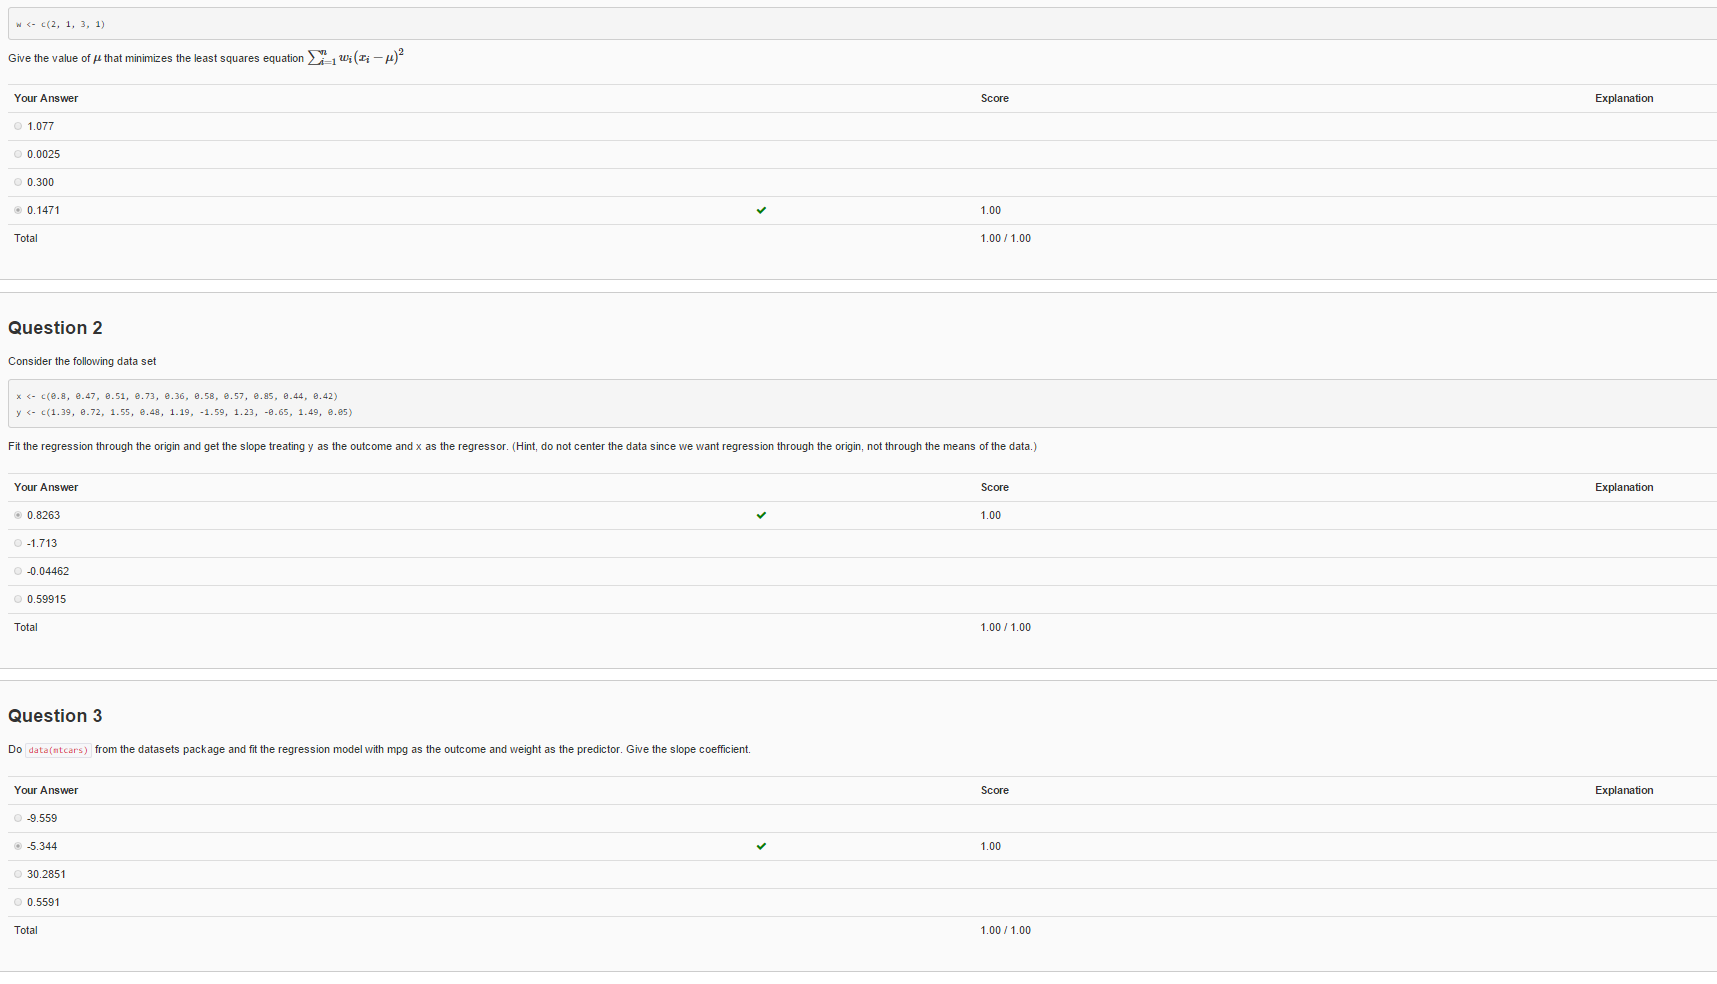 w <- c(2, 1, 3, 1)
Give the value of μ that minimizes the least squares equation ∑ⁿᵢ₌₁ wᵢ(xᵢ − μ)²
Your Answer Score Explanation
1.077
0.0025
0.300
0.1471 ✔ 1.00
Total 1.00 / 1.00
Question 2
Consider the following data set
x <- c(0.8, 0.47, 0.51, 0.73, 0.36, 0.58, 0.57, 0.85, 0.44, 0.42)
y <- c(1.39, 0.72, 1.55, 0.48, 1.19, -1.59, 1.23, -0.65, 1.49, 0.05)
Fit the regression through the origin and get the slope treating y as the outcome and x as the regressor. (Hint, do not center the data since we want regression through the origin, not through the means of the data.)
Your Answer Score Explanation
0.8263 ✔ 1.00
-1.713
-0.04462
0.59915
Total 1.00 / 1.00
Question 3
Do data(mtcars) from the datasets package and fit the regression model with mpg as the outcome and weight as the predictor. Give the slope coefficient.
Your Answer Score Explanation
-9.559
-5.344 ✔ 1.00
30.2851
0.5591
Total 1.00 / 1.00